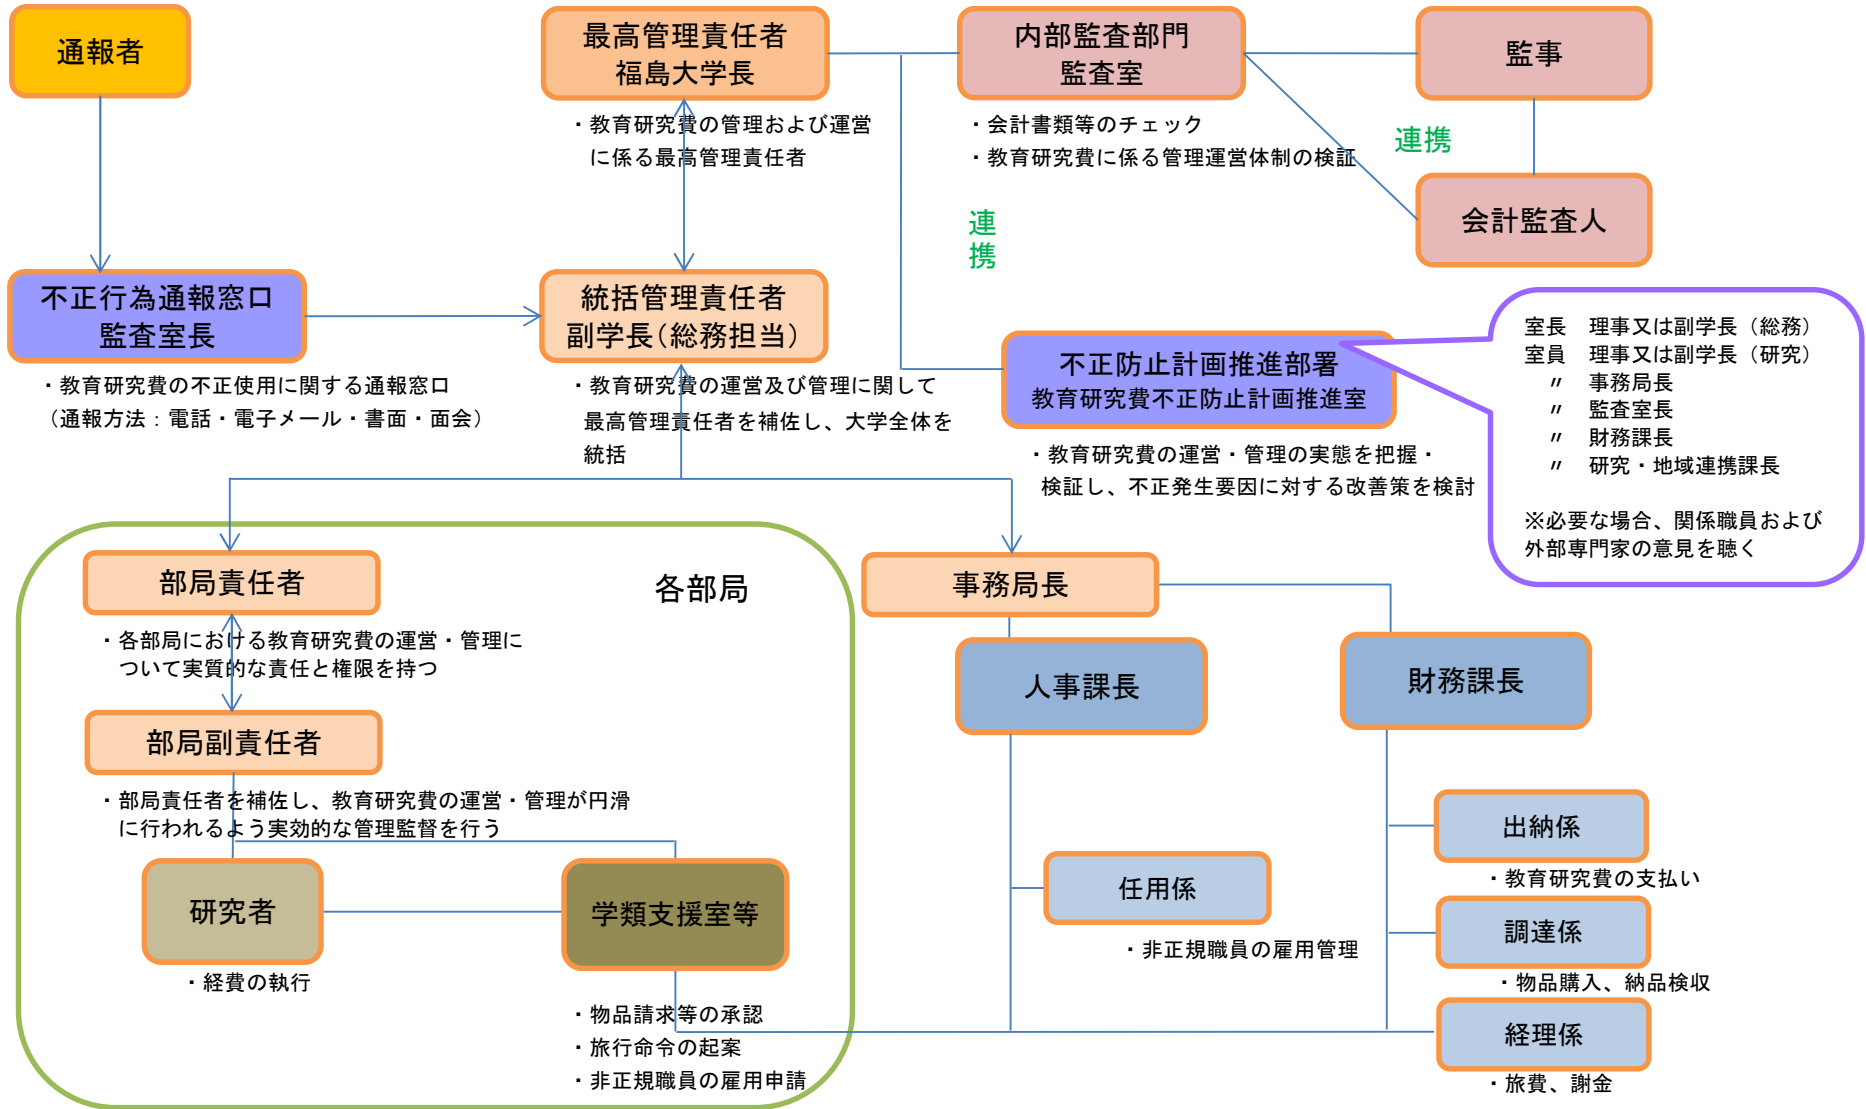 通報者
最高管理責任者
福島大学長
内部監査部門
監査室
監事
・教育研究費の管理および運営
に係る最高管理責任者
・会計書類等のチェック
・教育研究費に係る管理運営体制の検証
連携
会計監査人
連
携
不正行為通報窓口
監査室長
統括管理責任者
副学長(総務担当)
・教育研究費の不正使用に関する通報窓口
(通報方法:電話・電子メール・書面・面会)
・教育研究費の運営及び管理に関して
最高管理責任者を補佐し、大学全体を
統括
不正防止計画推進部署
教育研究費不正防止計画推進室
・教育研究費の運営・管理の実態を把握・
検証し、不正発生要因に対する改善策を検討
室長 理事又は副学長(総務)
室員 理事又は副学長(研究)
〃 事務局長
〃 監査室長
〃 財務課長
〃 研究・地域連携課長
※必要な場合、関係職員および
外部専門家の意見を聴く
各部局
部局責任者
・各部局における教育研究費の運営・管理に
ついて実質的な責任と権限を持つ
部局副責任者
・部局責任者を補佐し、教育研究費の運営・管理が円滑
に行われるよう実効的な管理監督を行う
研究者
・経費の執行
学類支援室等
・物品請求等の承認
・旅行命令の起案
・非正規職員の雇用申請
事務局長
人事課長
財務課長
任用係
・非正規職員の雇用管理
出納係
・教育研究費の支払い
調達係
・物品購入、納品検収
経理係
・旅費、謝金